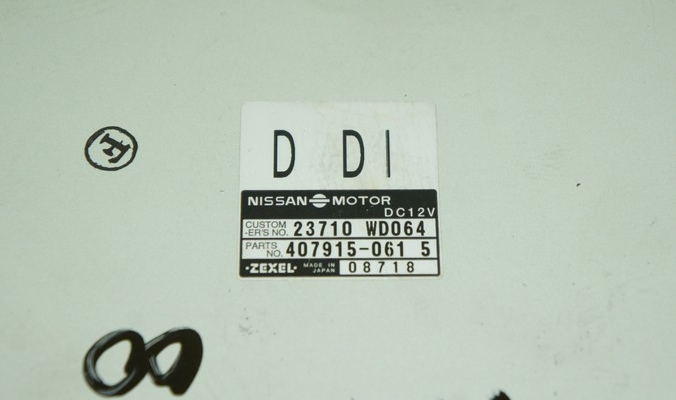 D DI
NISSAN MOTOR
DC12V
CUSTOM
-ER'S NO. 23710 WD064
PARTS
NO. 407915-061 5
·ZEXEL· MADE IN
JAPAN 08718